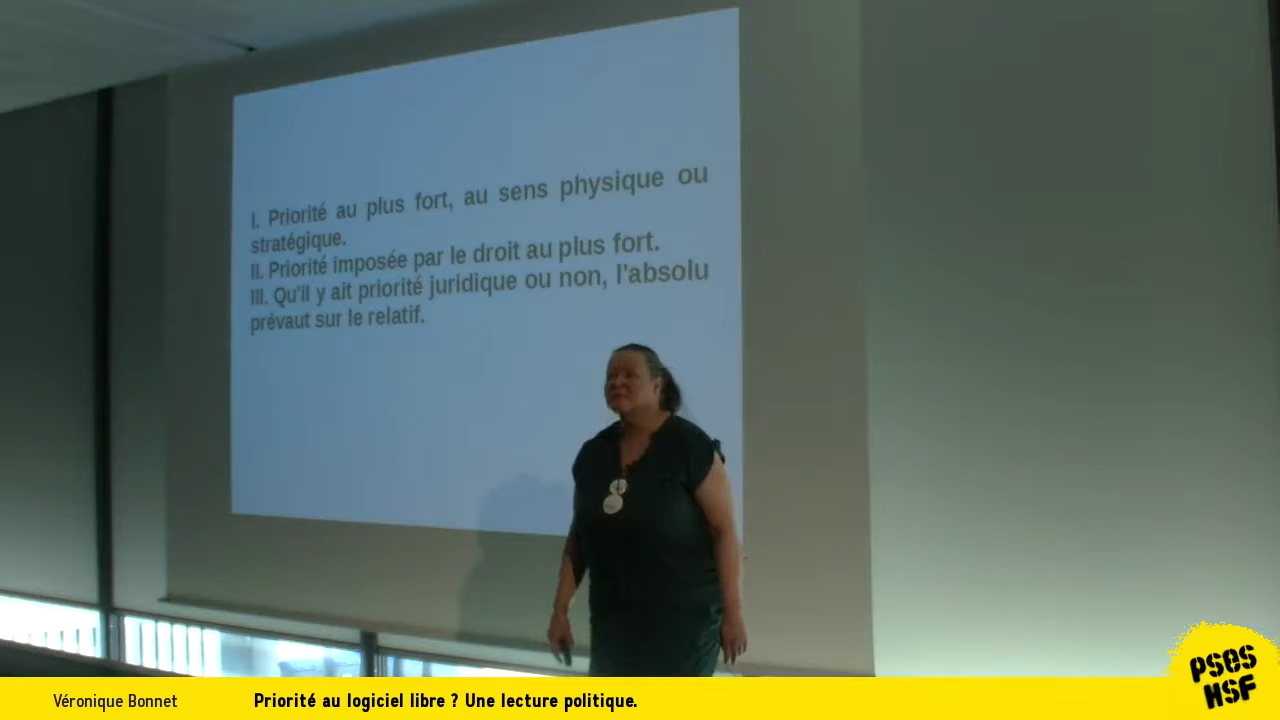 I. Priorité au plus fort, au sens physique ou
stratégique.
II. Priorité imposée par le droit au plus fort.
III. Qu'il y ait priorité juridique ou non, l'absolu
prévaut sur le relatif.
Véronique Bonnet
Priorité au logiciel libre ? Une lecture politique.
PSES
HSF